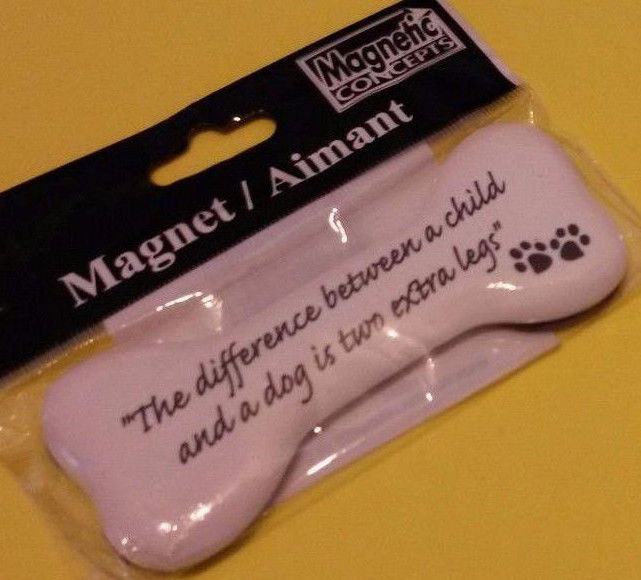 Magnetic
CONCEPTS
Magnet / Aimant
"The difference between a child
and a dog is two extra legs"